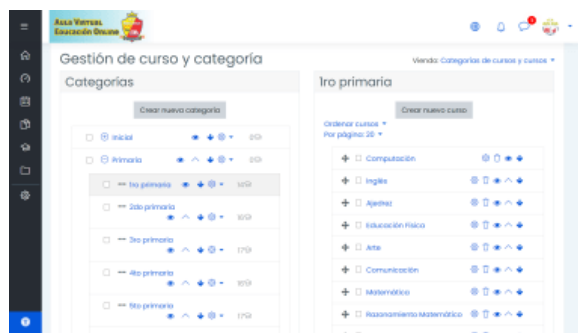 Aula Virtual
Educación Online
Gestión de curso y categoría
Viendo: Categorías de cursos y cursos
Categorías
Crear nueva categoría
Inicial
Primaria
1ro primaria
2do primaria
3ro primaria
4to primaria
5to primaria
1ro primaria
Crear nuevo curso
Ordenar cursos
Por página: 20
Computación
Inglés
Ajedrez
Educación Física
Arte
Comunicación
Matemática
Razonamiento Matemático